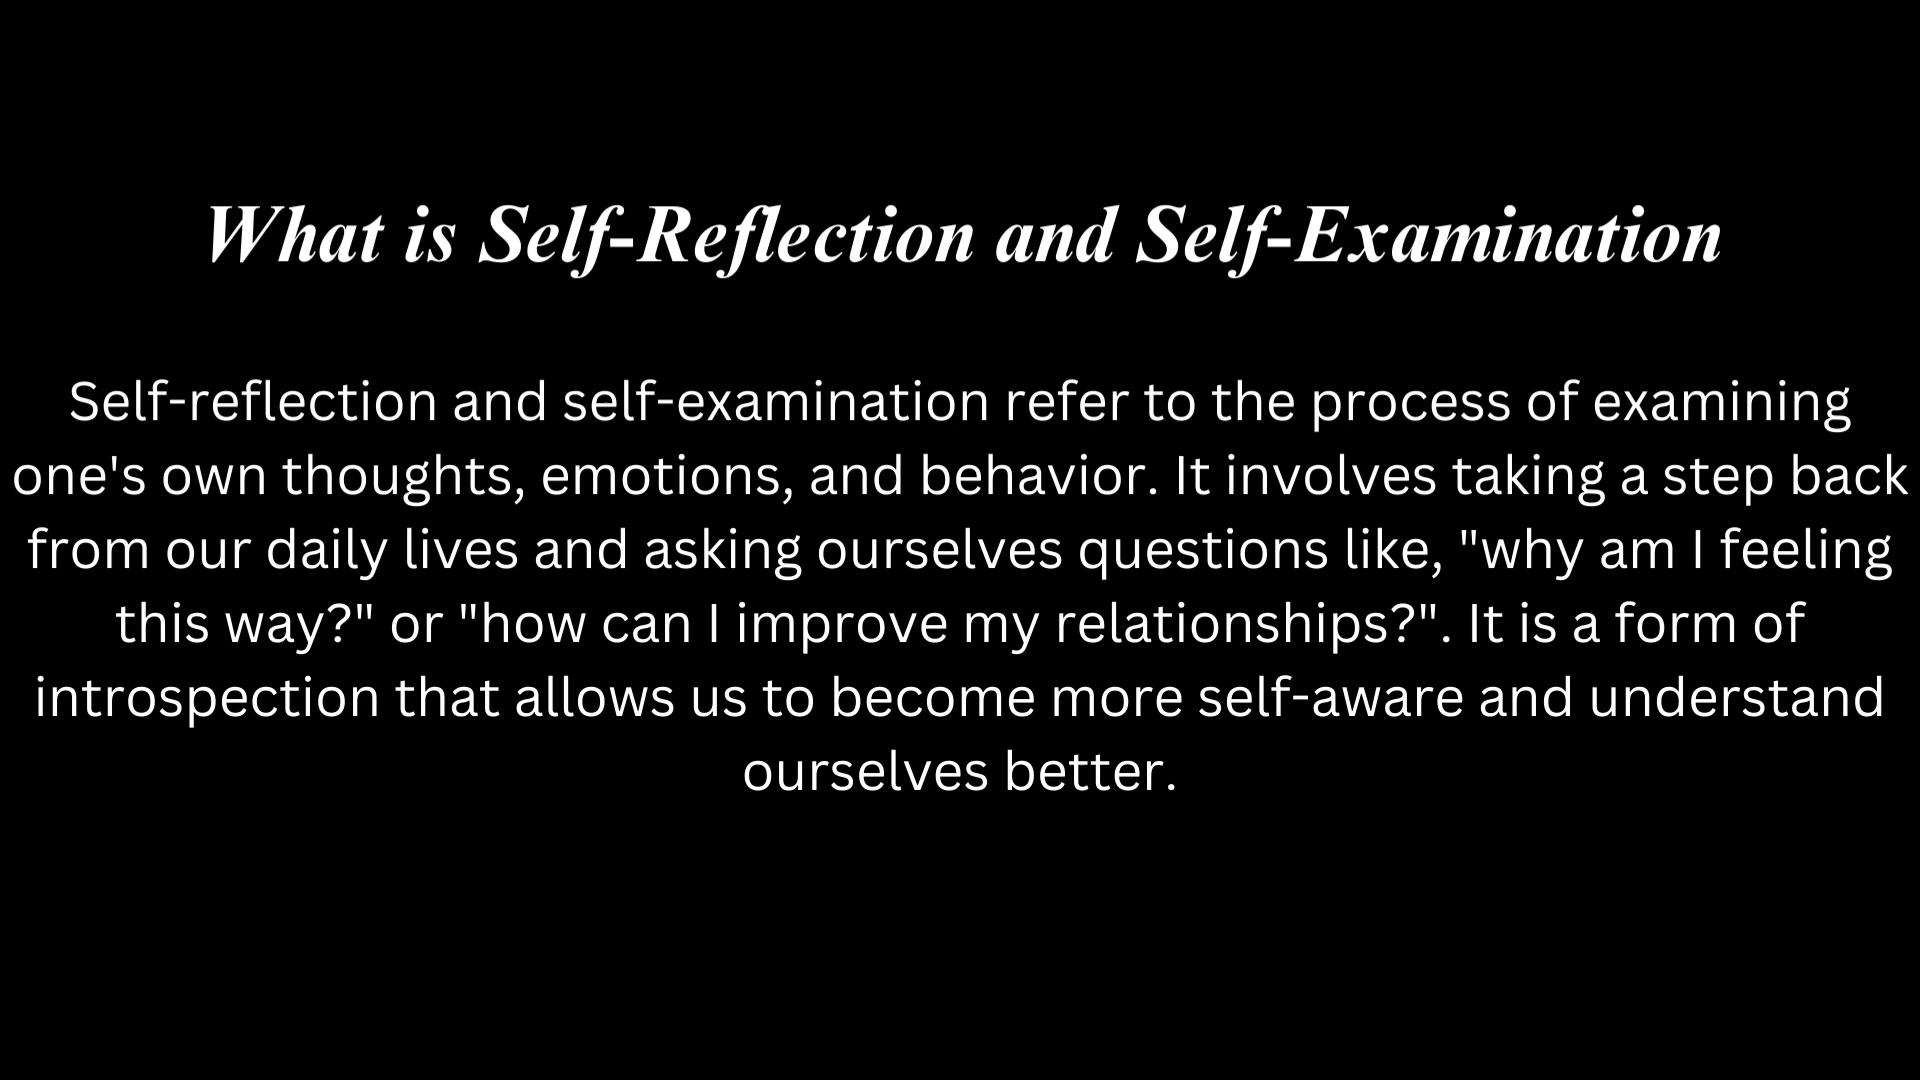 What is Self-Reflection and Self-Examination
Self-reflection and self-examination refer to the process of examining
one's own thoughts, emotions, and behavior. It involves taking a step back
from our daily lives and asking ourselves questions like, "why am I feeling
this way?" or "how can I improve my relationships?". It is a form of
introspection that allows us to become more self-aware and understand
ourselves better.